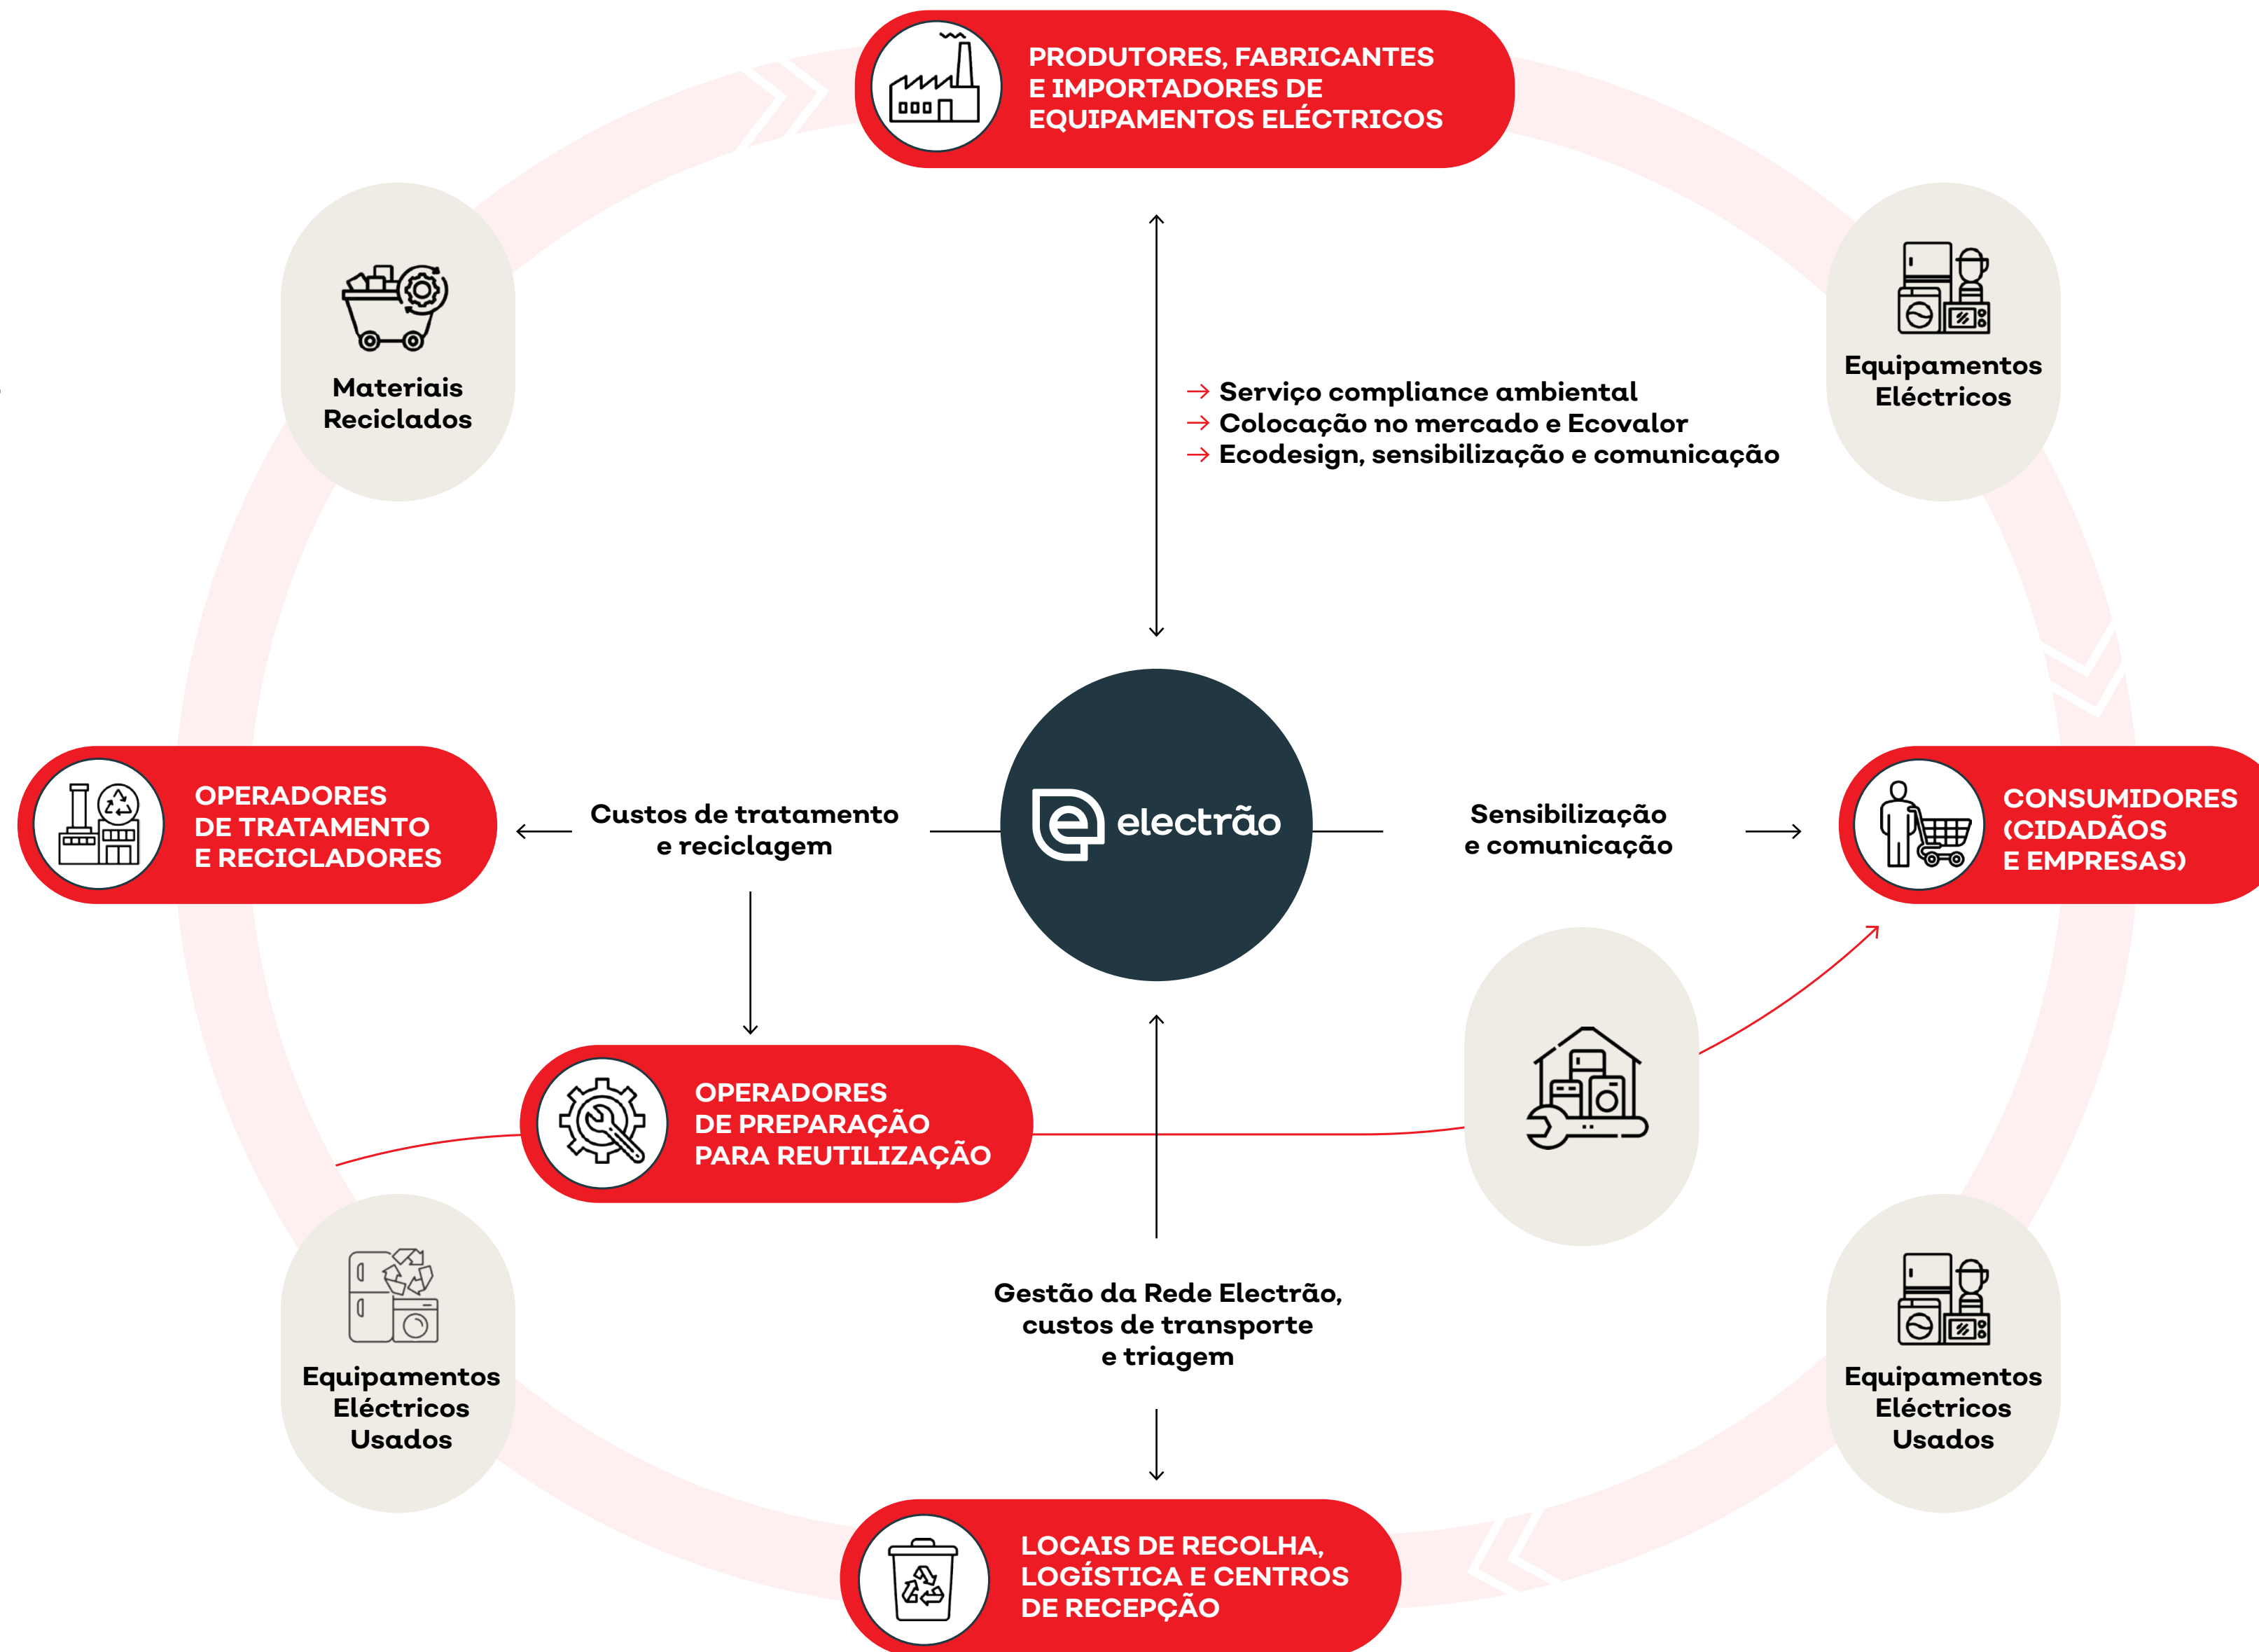 PRODUTORES, FABRICANTES
E IMPORTADORES DE
EQUIPAMENTOS ELÉCTRICOS
Materiais
Reciclados
Equipamentos
Eléctricos
→ Serviço compliance ambiental
→ Colocação no mercado e Ecovalor
→ Ecodesign, sensibilização e comunicação
OPERADORES
DE TRATAMENTO
E RECICLADORES
Custos de tratamento
e reciclagem
electrão
Sensibilização
e comunicação
CONSUMIDORES
(CIDADÃOS
E EMPRESAS)
OPERADORES
DE PREPARAÇÃO
PARA REUTILIZAÇÃO
Gestão da Rede Electrão,
custos de transporte
e triagem
Equipamentos
Eléctricos
Usados
Equipamentos
Eléctricos
Usados
LOCAIS DE RECOLHA,
LOGÍSTICA E CENTROS
DE RECEPÇÃO